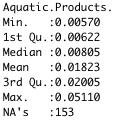 Aquatic.Products.
Min.   :0.00570
1st Qu.:0.00622
Median :0.00805
Mean   :0.01823
3rd Qu.:0.02005
Max.   :0.05110
NA's   :153